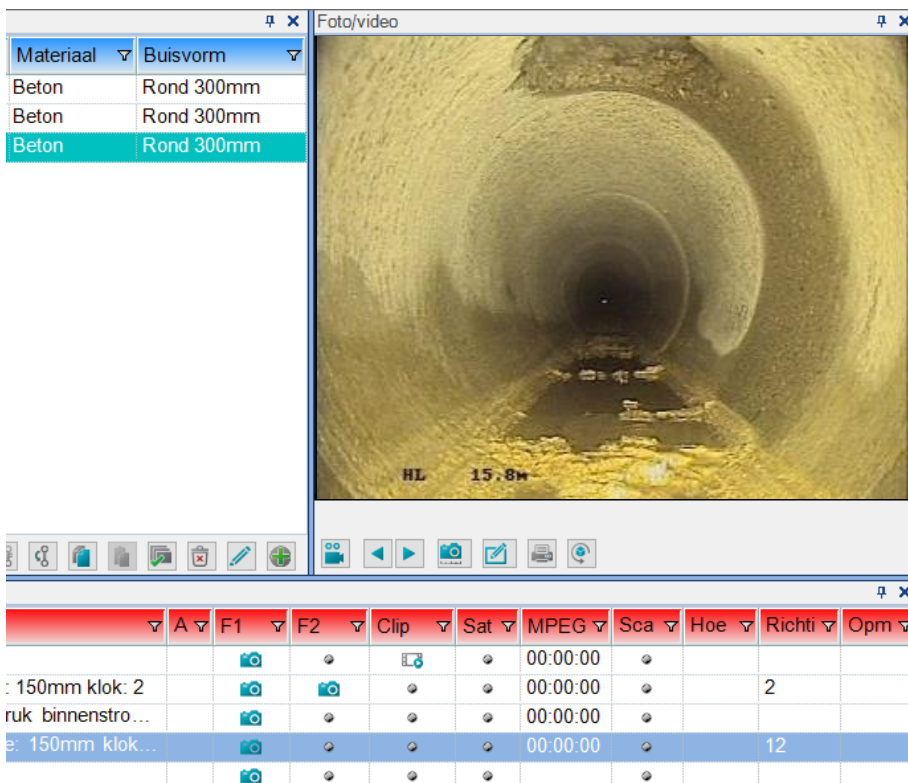 Foto/video
Materiaal Buisvorm
Beton Rond 300mm
Beton Rond 300mm
Beton Rond 300mm
HL 15.8м
A F1 F2 Clip Sat MPEG Sca Hoe Richti Opm
00:00:00
: 150mm klok: 2 00:00:00 2
ruk binnenstro... 00:00:00
e: 150mm klok... 00:00:00 12